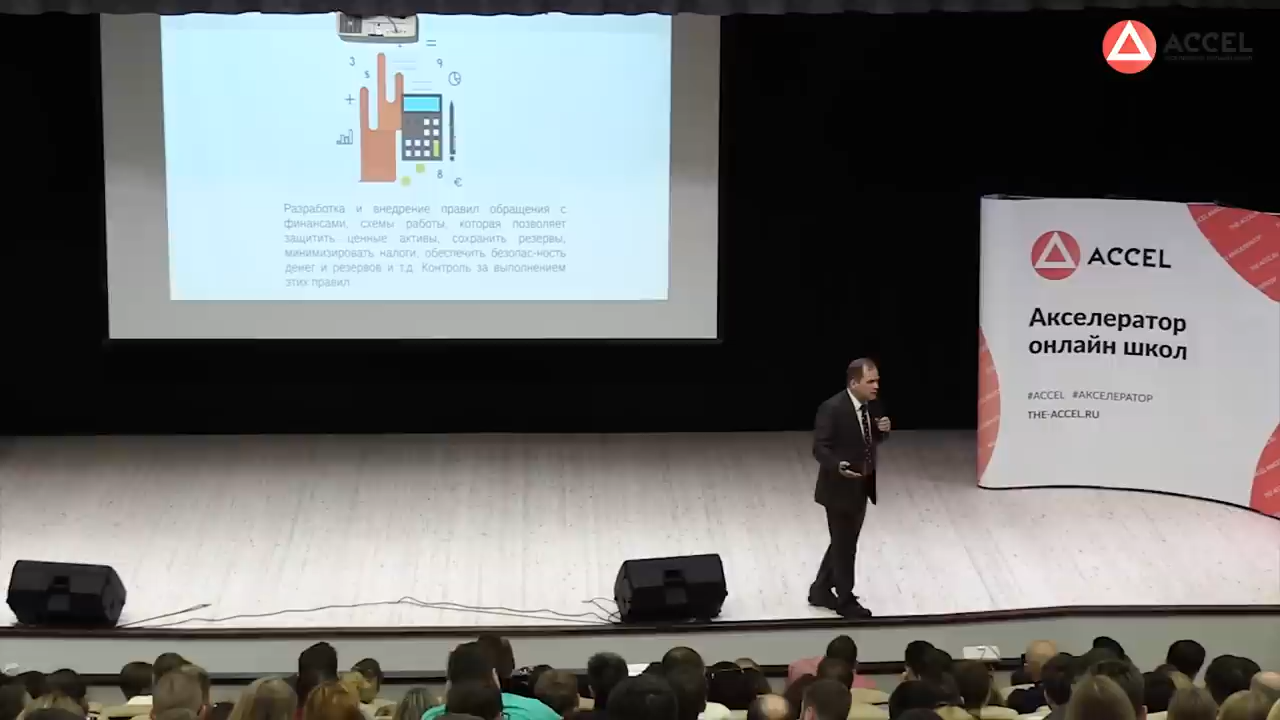 ACCEL
Разработка и внедрение правил обращения с
финансами, схемы работы, которая позволяет
защитить ценные активы, сохранить резервы,
минимизировать налоги, обеспечить безопас-ность
денег и резервов и т.д. Контроль за выполнением
этих правил
ACCEL
Акселератор
онлайн школ
#ACCEL #АКСЕЛЕРАТОР
THE-ACCEL.RU